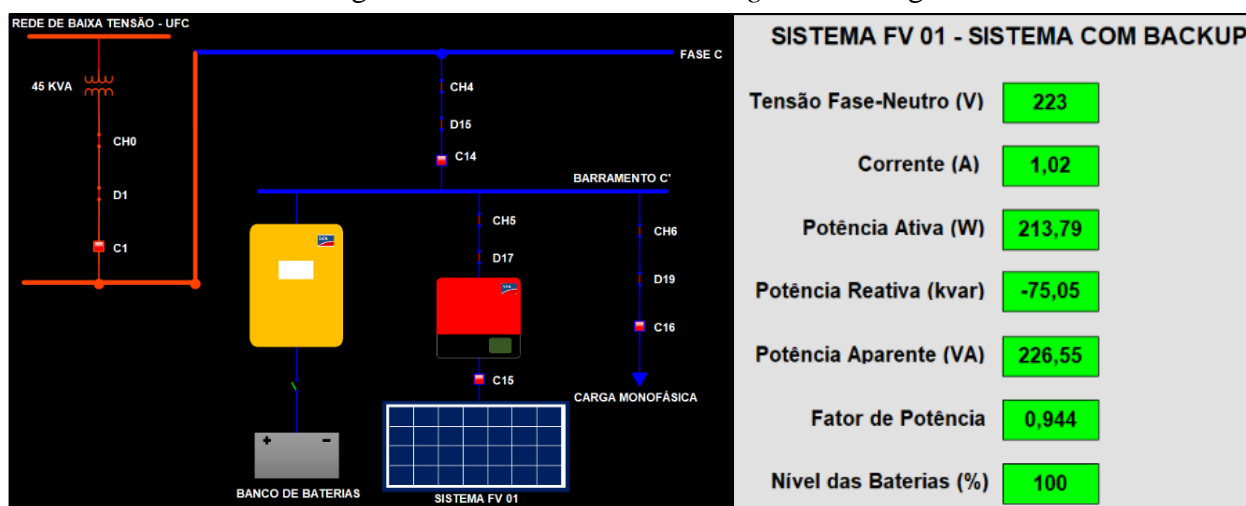 REDE DE BAIXA TENSÃO - UFC
45 KVA
CH0
D1
C1
FASE C
CH4
D15
C14
BARRAMENTO C'
CH5
D17
C15
CH6
D19
C16
CARGA MONOFÁSICA
+ -
BANCO DE BATERIAS
SISTEMA FV 01
SISTEMA FV 01 - SISTEMA COM BACKUP
Tensão Fase-Neutro (V) 223
Corrente (A) 1,02
Potência Ativa (W) 213,79
Potência Reativa (kvar) -75,05
Potência Aparente (VA) 226,55
Fator de Potência 0,944
Nível das Baterias (%) 100